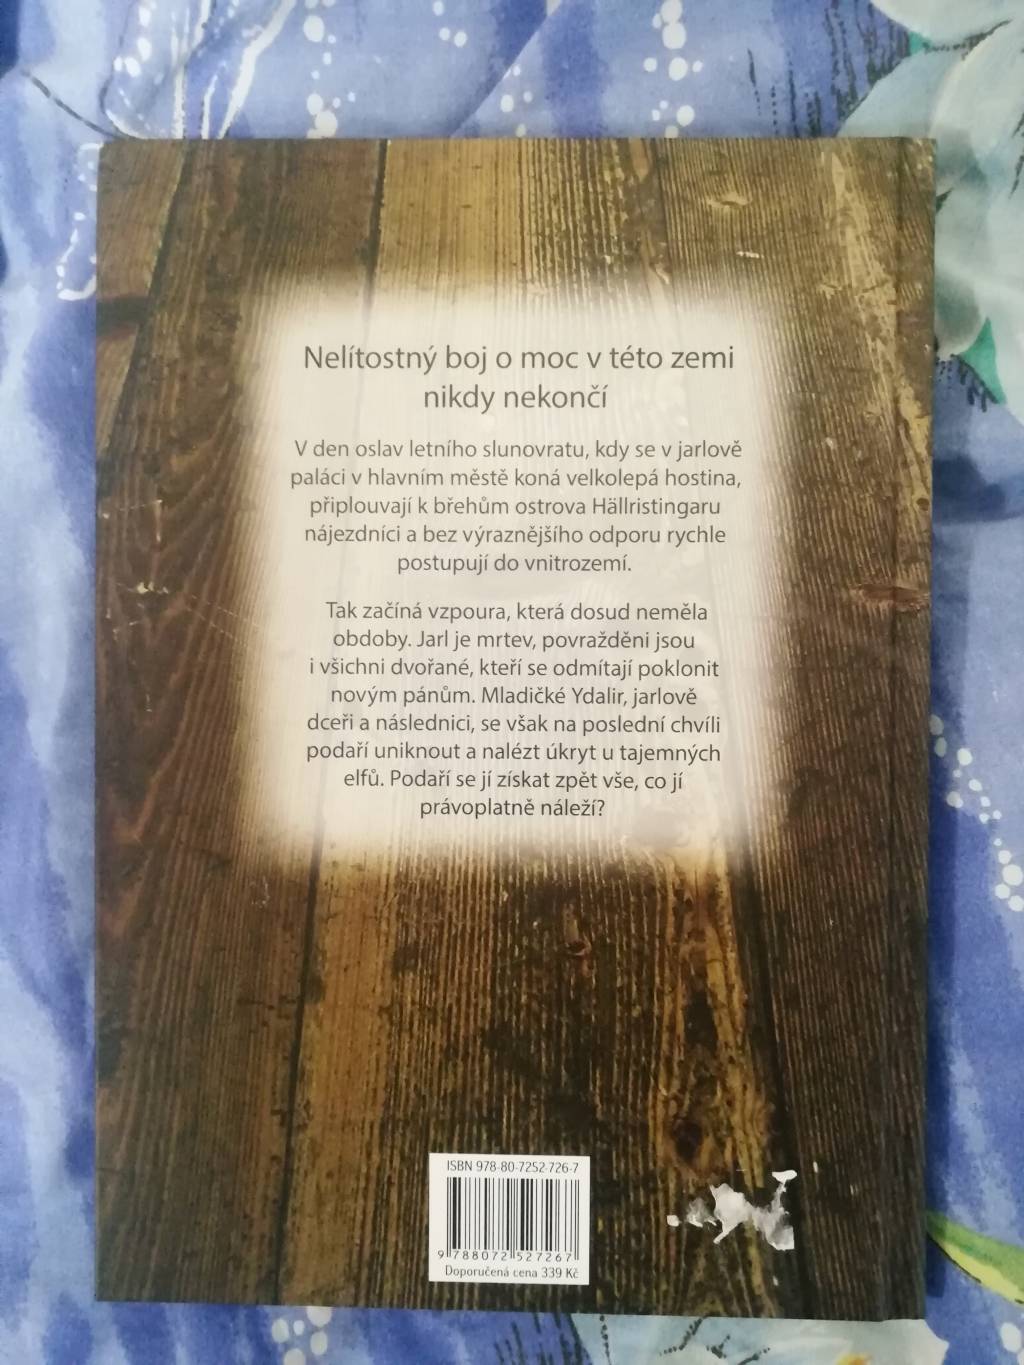 Nelítostný boj o moc v této zemi
nikdy nekončí
V den oslav letního slunovratu, kdy se v jarlově
paláci v hlavním městě koná velkolepá hostina,
připlouvají k břehům ostrova Hällristingaru
nájezdníci a bez výraznějšího odporu rychle
postupují do vnitrozemí.
Tak začíná vzpoura, která dosud neměla
obdoby. Jarl je mrtev, povražděni jsou
i všichni dvořané, kteří se odmítají poklonit
novým pánům. Mladičké Ydalir, jarlově
dceři a následnici, se však na poslední chvíli
podaří uniknout a nalézt úkryt u tajemných
elfů. Podaří se jí získat zpět vše, co jí
právoplatně náleží?
ISBN 978-80-7252-726-7
9 788072 527267
Doporučená cena 339 Kč